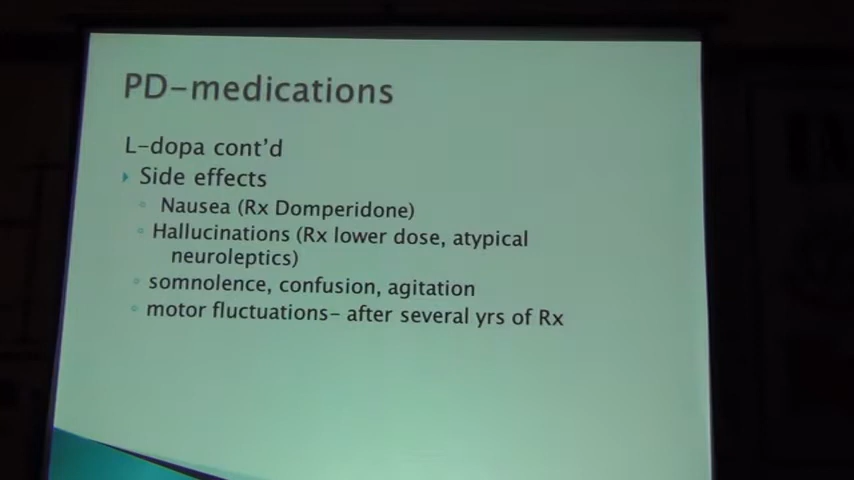 PD-medications
L-dopa cont'd
Side effects
Nausea (Rx Domperidone)
Hallucinations (Rx lower dose, atypical
neuroleptics)
somnolence, confusion, agitation
motor fluctuations- after several yrs of Rx